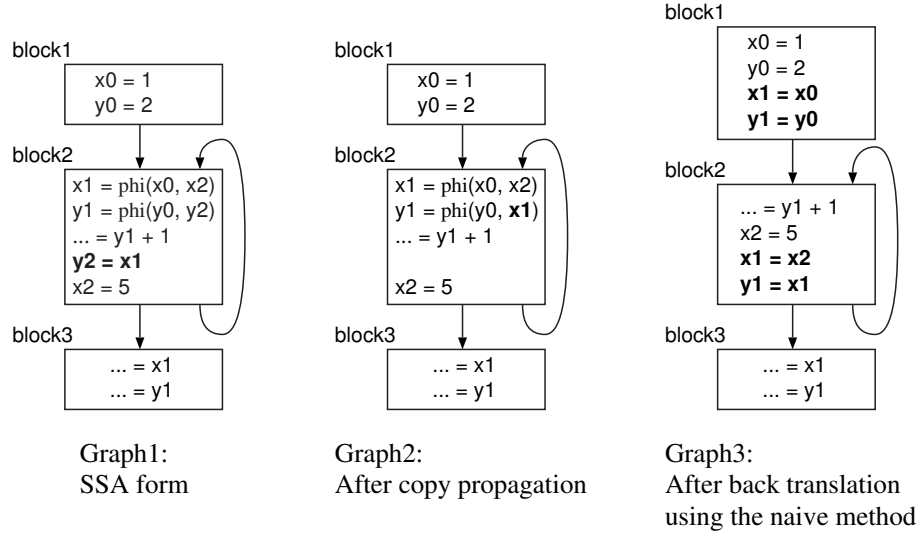 block1
x0 = 1
y0 = 2
block2
x1 = phi(x0, x2)
y1 = phi(y0, y2)
... = y1 + 1
y2 = x1
x2 = 5
block3
... = x1
... = y1
Graph1:
SSA form
block1
x0 = 1
y0 = 2
block2
x1 = phi(x0, x2)
y1 = phi(y0, x1)
... = y1 + 1
x2 = 5
block3
... = x1
... = y1
Graph2:
After copy propagation
block1
x0 = 1
y0 = 2
x1 = x0
y1 = y0
block2
... = y1 + 1
x2 = 5
x1 = x2
y1 = x1
block3
... = x1
... = y1
Graph3:
After back translation
using the naive method